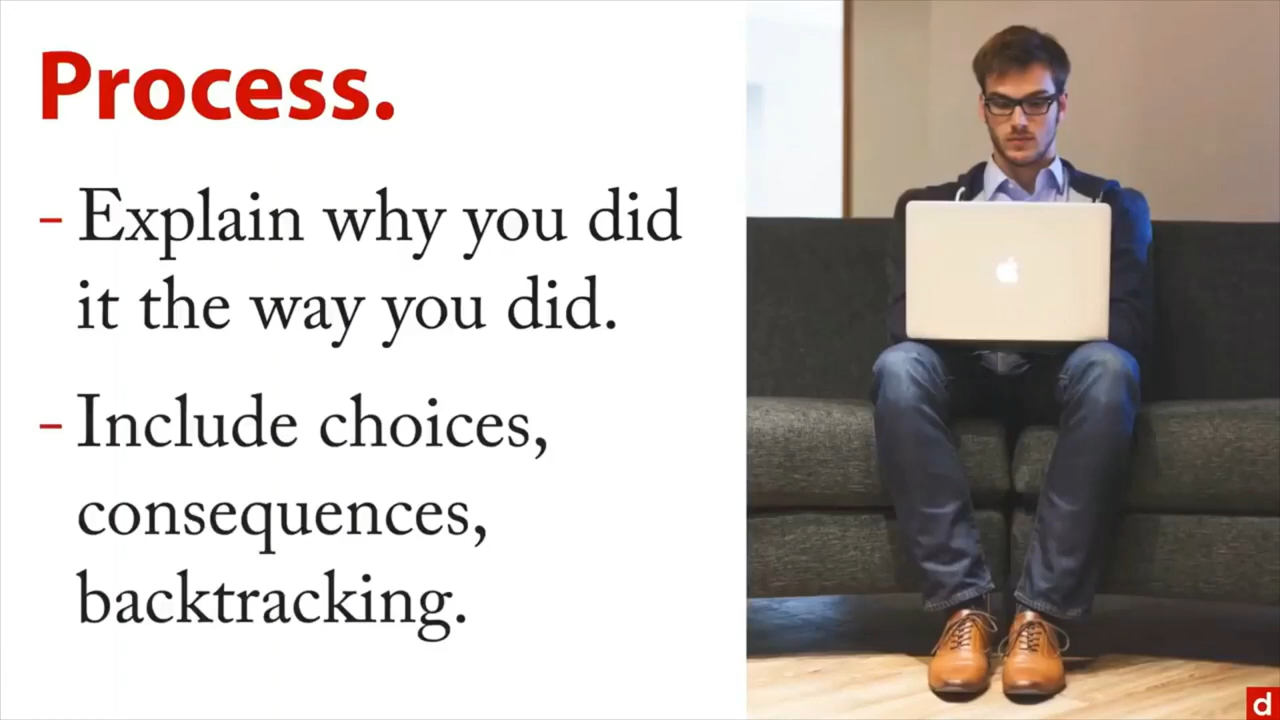 Process.
- Explain why you did
it the way you did.
- Include choices,
consequences,
backtracking.
d